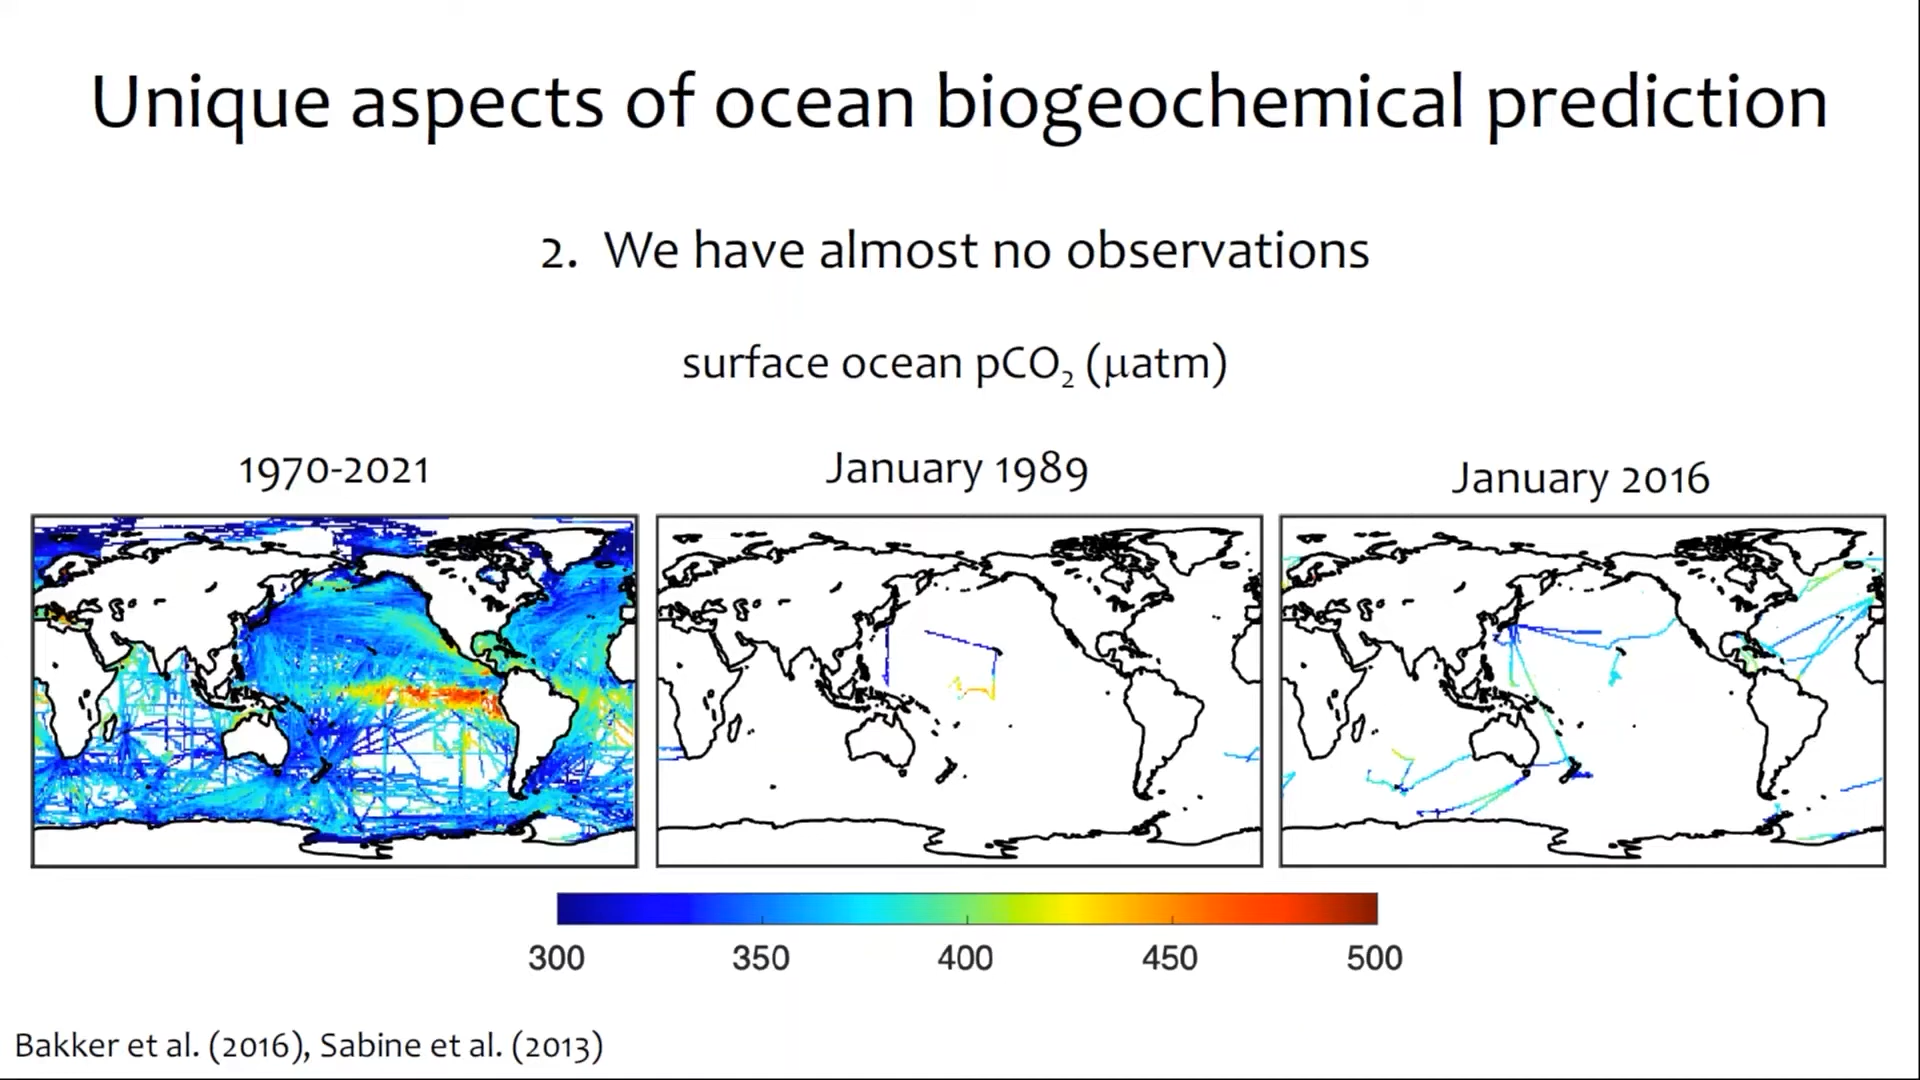 Unique aspects of ocean biogeochemical prediction
2. We have almost no observations
surface ocean pCO₂ (μatm)
1970-2021
January 1989
January 2016
300 350 400 450 500
Bakker et al. (2016), Sabine et al. (2013)